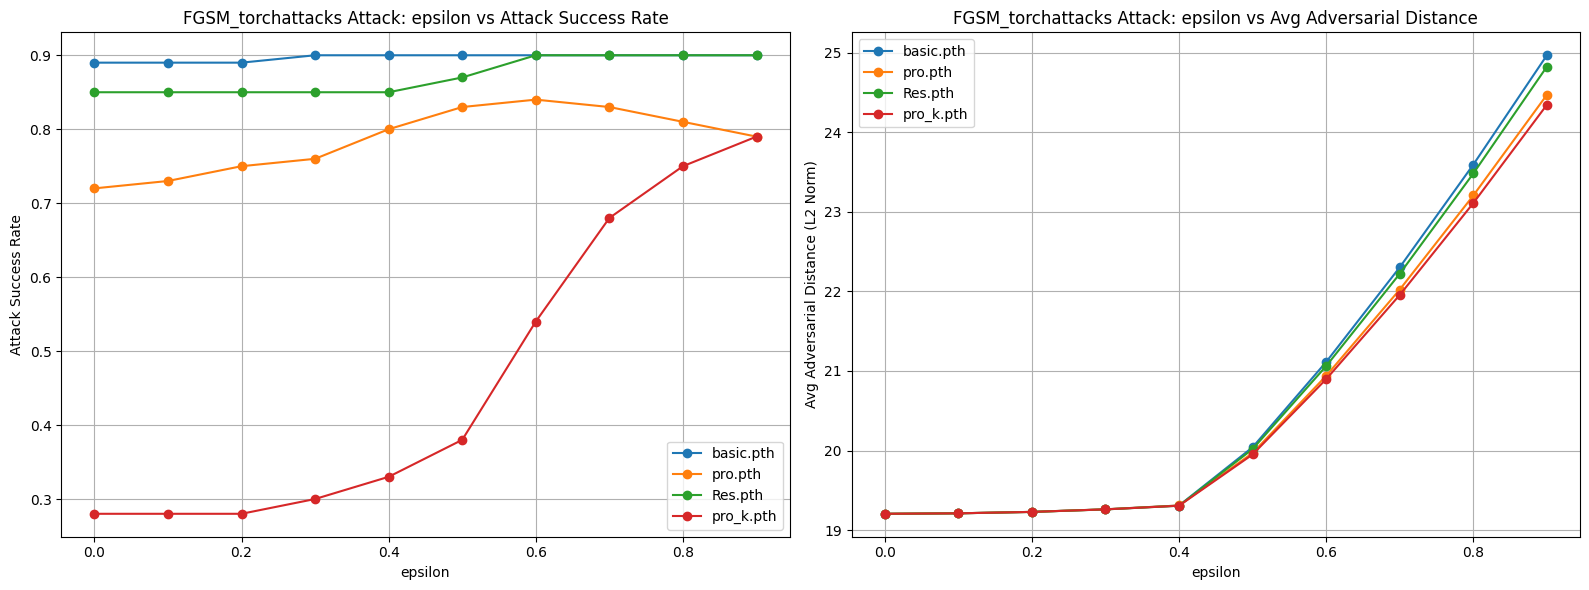 FGSM_torchattacks Attack: epsilon vs Attack Success Rate
Attack Success Rate
0.9
0.8
0.7
0.6
0.5
0.4
0.3
basic.pth
pro.pth
Res.pth
pro_k.pth
0.0 0.2 0.4 0.6 0.8
epsilon
FGSM_torchattacks Attack: epsilon vs Avg Adversarial Distance
Avg Adversarial Distance (L2 Norm)
basic.pth
pro.pth
Res.pth
pro_k.pth
25
24
23
22
21
20
19
0.0 0.2 0.4 0.6 0.8
epsilon